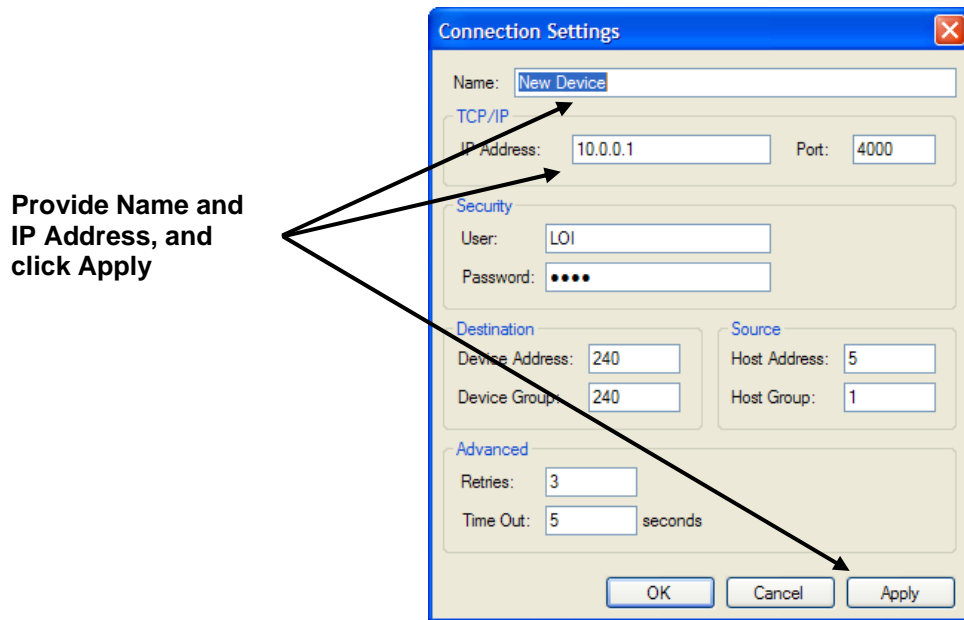 Connection Settings
Name: New Device
TCP/IP
IP Address: 10.0.0.1 Port: 4000
Provide Name and
IP Address, and
click Apply
Security
User: LOI
Password: ••••
Destination
Device Address: 240
Device Group: 240
Source
Host Address: 5
Host Group: 1
Advanced
Retries: 3
Time Out: 5 seconds
OK Cancel Apply